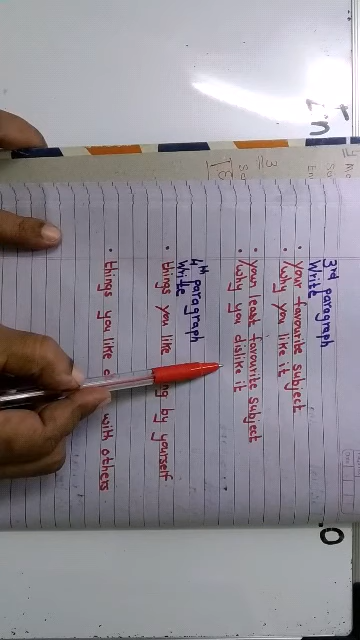 3rd paragraph
Write
• Your favourite subject
• Why you like it
• Your least favourite subject
• Why you dislike it
4th paragraph
Write
• things you like by yourself
• things you like with others